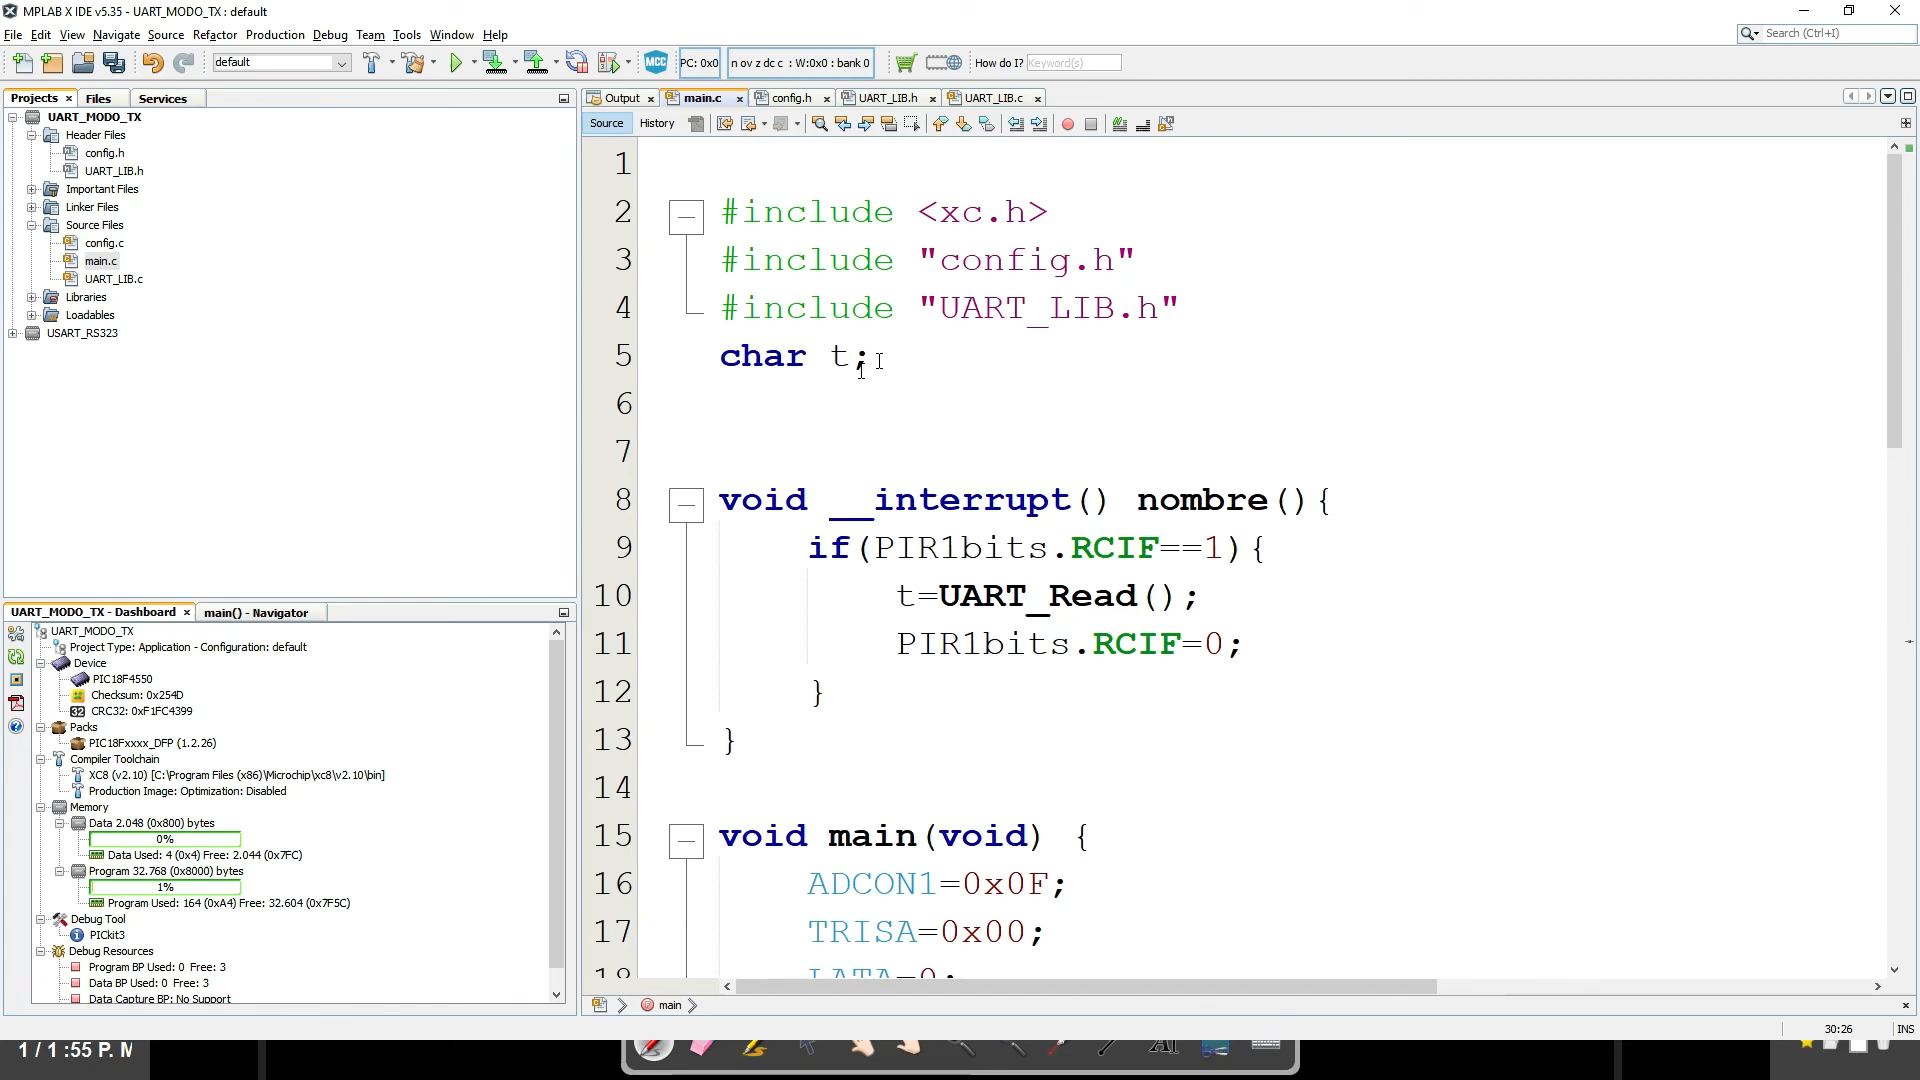 MPLAB X IDE v5.35 - UART_MODO_TX : default
File Edit View Navigate Source Refactor Production Debug Team Tools Window Help
Search (Ctrl+I)
default
MCC
PC: 0x0
n ov z dc c : W:0x0 : bank 0
How do I? Keyword(s)
Projects Files Services
UART_MODO_TX
Header Files
config.h
UART_LIB.h
Important Files
Linker Files
Source Files
config.c
main.c
UART_LIB.c
Libraries
Loadables
USART_RS323
UART_MODO_TX - Dashboard main() - Navigator
UART_MODO_TX
Project Type: Application - Configuration: default
Device
PIC18F4550
Checksum: 0x254D
32 CRC32: 0xF1FC4399
Packs
PIC18Fxxxx_DFP (1.2.26)
Compiler Toolchain
XC8 (v2.10) [C:\Program Files (x86)\Microchip\xc8\v2.10\bin]
Production Image: Optimization: Disabled
Memory
Data 2.048 (0x800) bytes
0%
Data Used: 4 (0x4) Free: 2.044 (0x7FC)
Program 32.768 (0x8000) bytes
1%
Program Used: 164 (0xA4) Free: 32.604 (0x7F5C)
Debug Tool
PICkit3
Debug Resources
Program BP Used: 0 Free: 3
Data BP Used: 0 Free: 3
Data Capture BP: No Support
Output main.c config.h UART_LIB.h UART_LIB.c
Source History
1
2 #include <xc.h>
3 #include "config.h"
4 #include "UART_LIB.h"
5 char t;
6
7
8 void __interrupt() nombre(){
9 if(PIR1bits.RCIF==1){
10 t=UART_Read();
11 PIR1bits.RCIF=0;
12 }
13 }
14
15 void main(void) {
16 ADCON1=0x0F;
17 TRISA=0x00;
18 LATA=0;
main
30:26 INS
1 / 1 :55 P. M